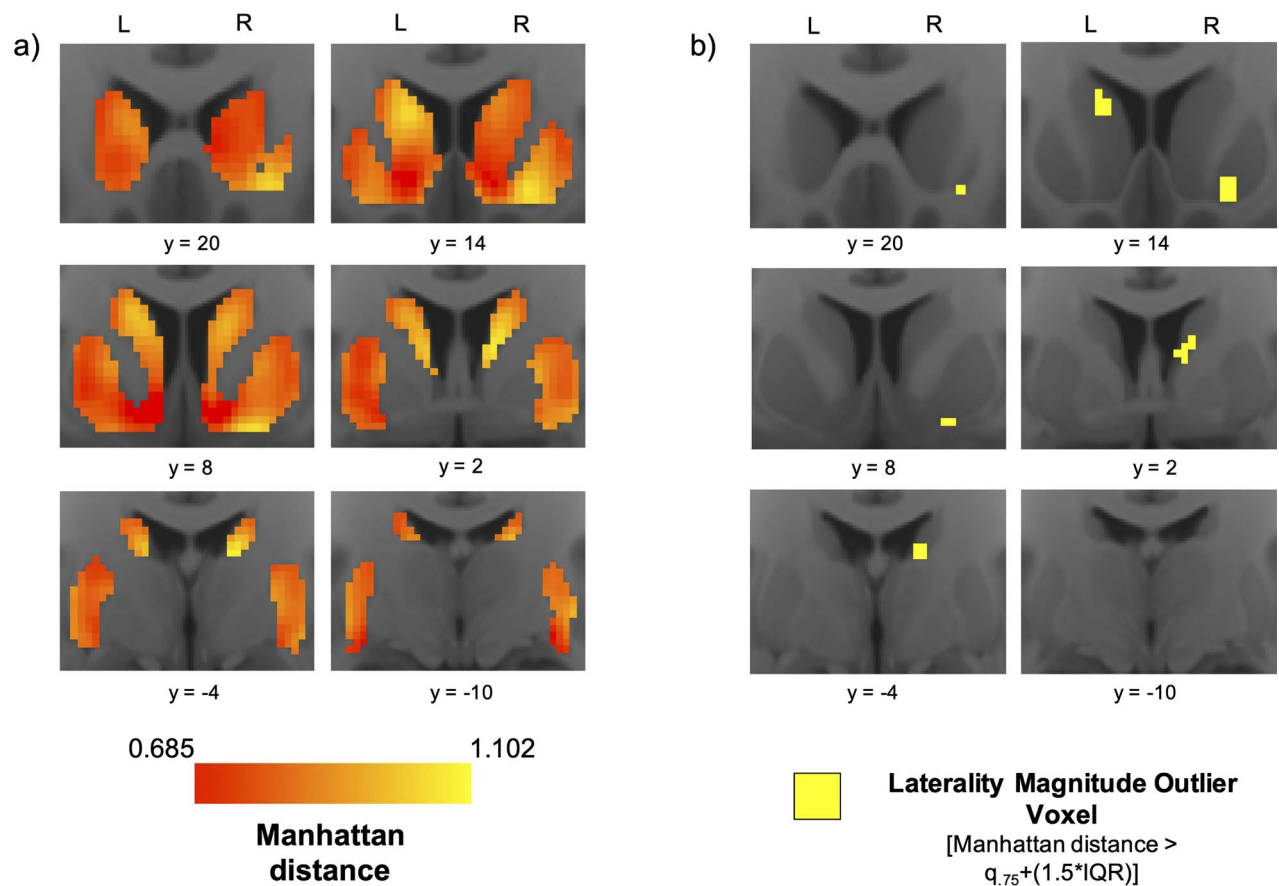 a)
L R L R
y = 20 y = 14
y = 8 y = 2
y = -4 y = -10
0.685 1.102
Manhattan
distance
b)
L R L R
y = 20 y = 14
y = 8 y = 2
y = -4 y = -10
Laterality Magnitude Outlier
Voxel
[Manhattan distance >
q.75+(1.5*IQR)]